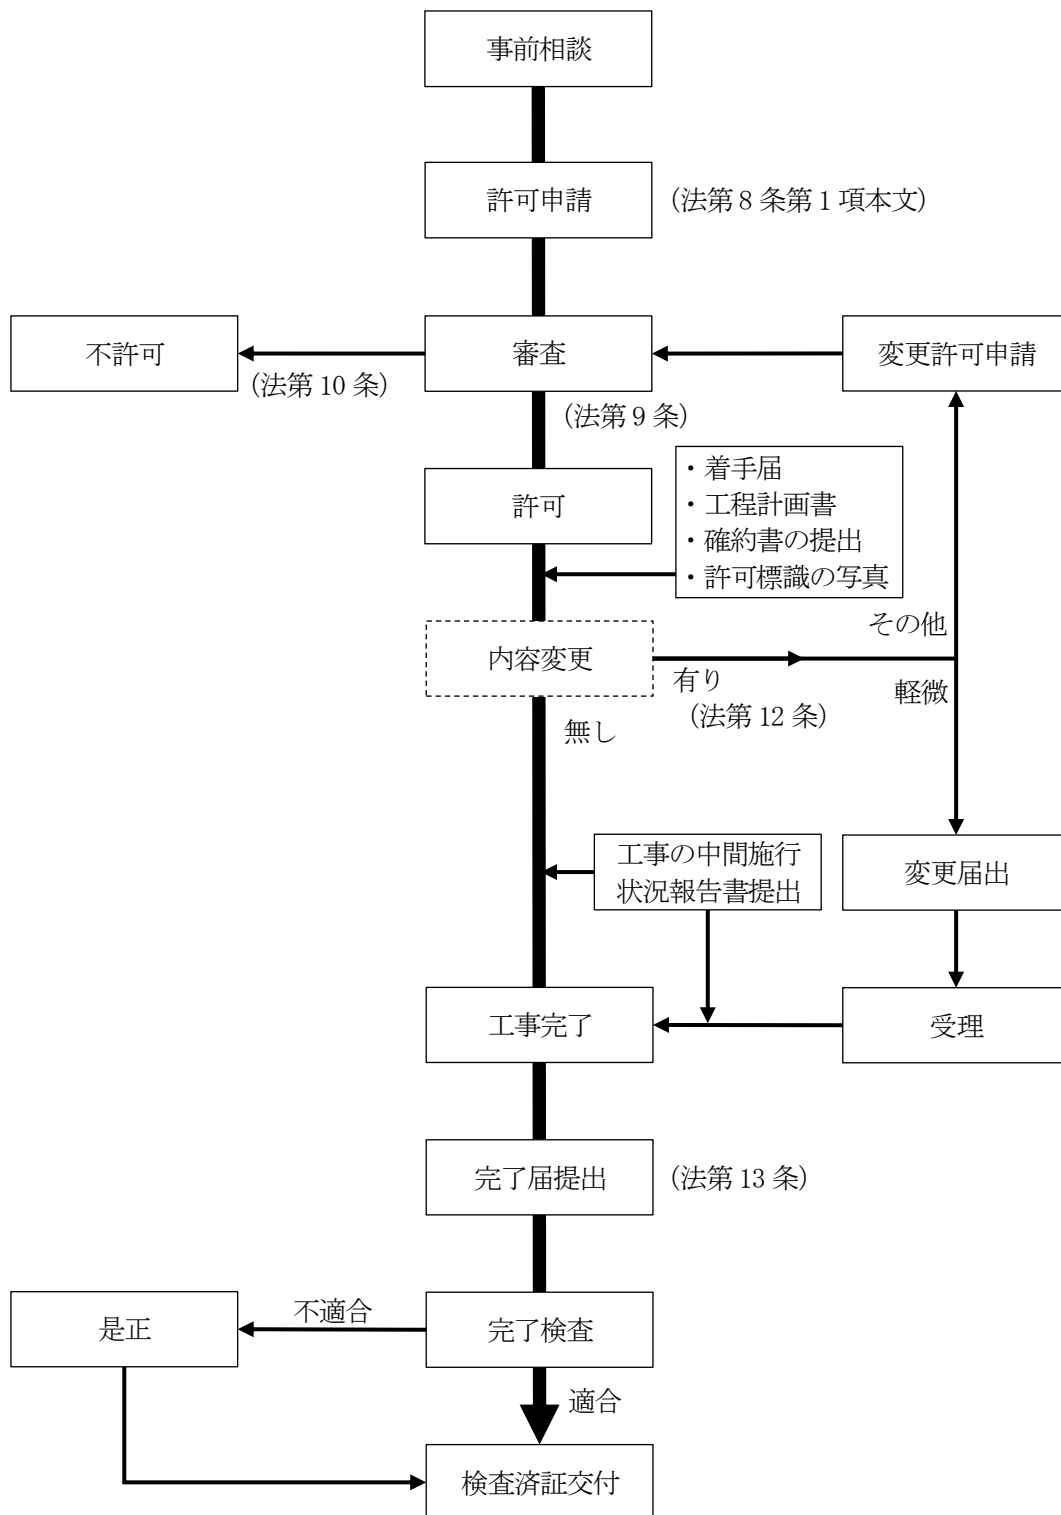 事前相談
許可申請
(法第8条第1項本文)
不許可
審査
変更許可申請
(法第10条)
(法第9条)
許可
・着手届
・工程計画書
・確約書の提出
・許可標識の写真
その他
内容変更
有り
軽微
(法第12条)
無し
工事の中間施行
状況報告書提出
変更届出
工事完了
受理
完了届提出
(法第13条)
是正
不適合
完了検査
適合
検査済証交付